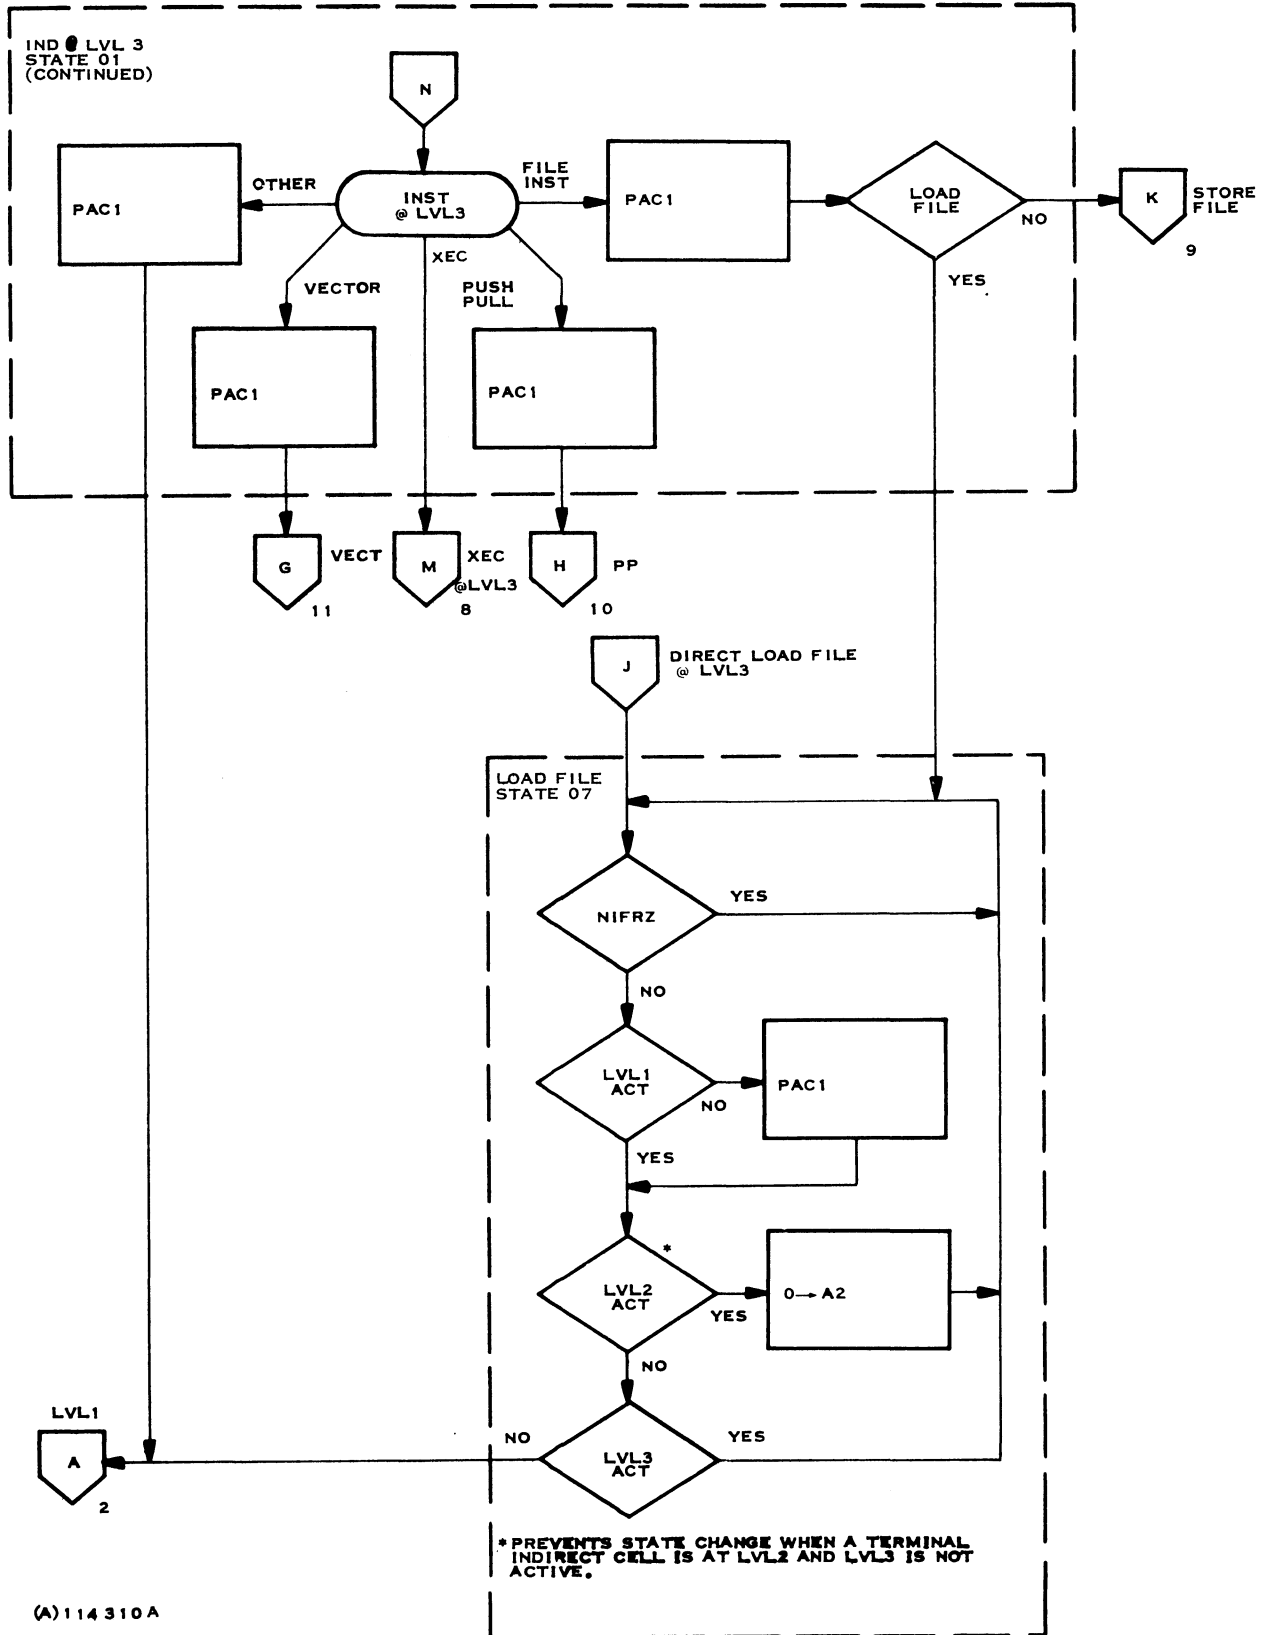 IND @ LVL 3
STATE 01
(CONTINUED)
N
OTHER
INST
@ LVL3
FILE
INST
PAC1
PAC1
LOAD
FILE
NO
K
STORE
FILE
9
XEC
YES
VECTOR
PUSH
PULL
PAC1
PAC1
G
VECT
11
M
XEC
@LVL3
8
H
PP
10
J
DIRECT LOAD FILE
@ LVL3
LOAD FILE
STATE 07
NIFRZ
YES
NO
LVL1
ACT
NO
PAC1
YES
*
LVL2
ACT
YES
0→ A2
NO
LVL1
A
2
NO
LVL3
ACT
YES
* PREVENTS STATE CHANGE WHEN A TERMINAL
INDIRECT CELL IS AT LVL2 AND LVL3 IS NOT
ACTIVE.
(A)114310A